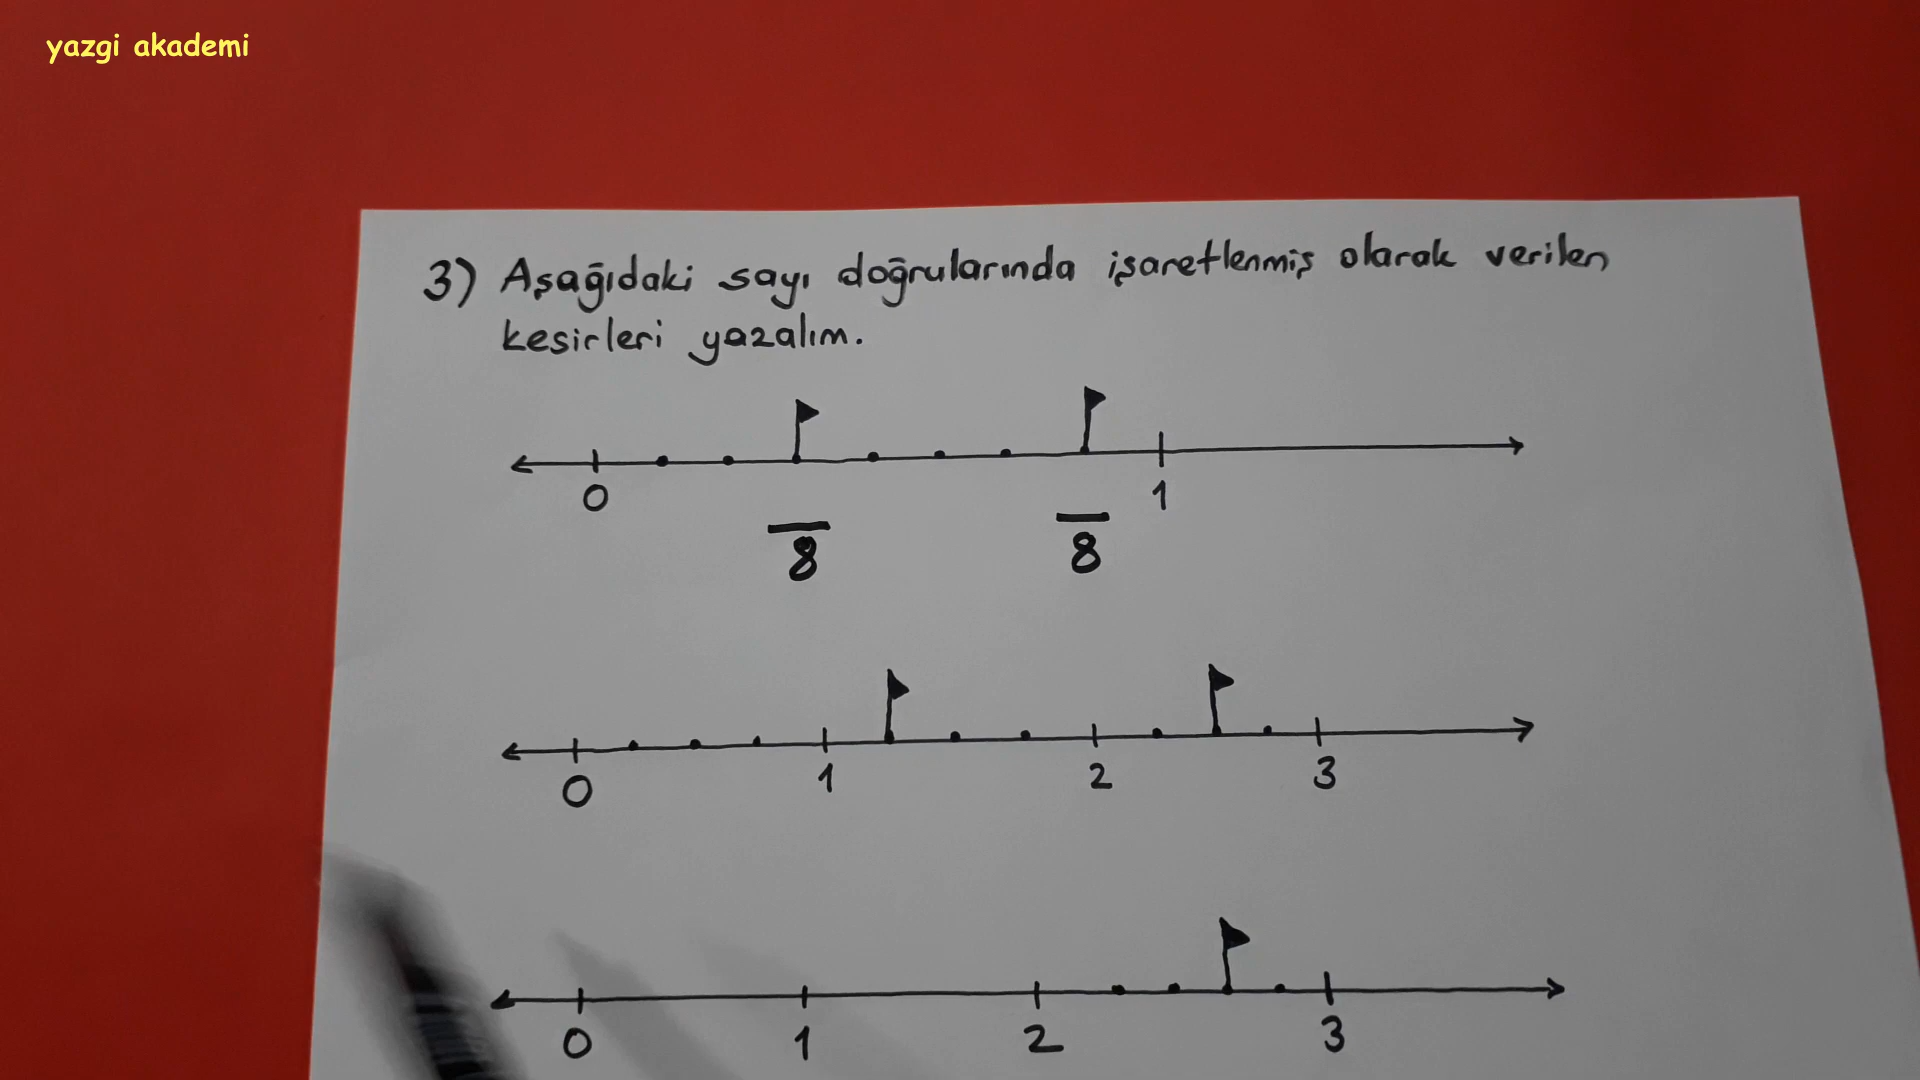 yazgi akademi
3) Aşağıdaki sayı doğrularında işaretlenmiş olarak verilen
kesirleri yazalım.
0 1
8 8
0 1 2 3
0 1 2 3